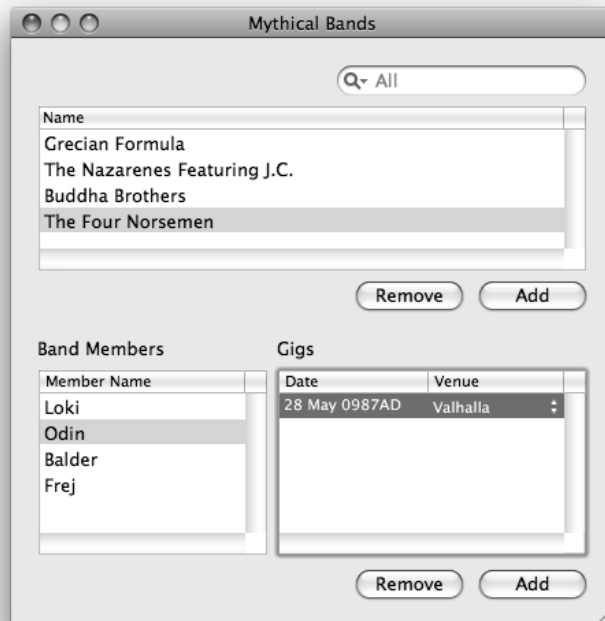 Mythical Bands
All
Name
Grecian Formula
The Nazarenes Featuring J.C.
Buddha Brothers
The Four Norsemen
Remove Add
Band Members Gigs
Member Name Date Venue
Loki 28 May 0987AD Valhalla
Odin
Balder
Frej
Remove Add